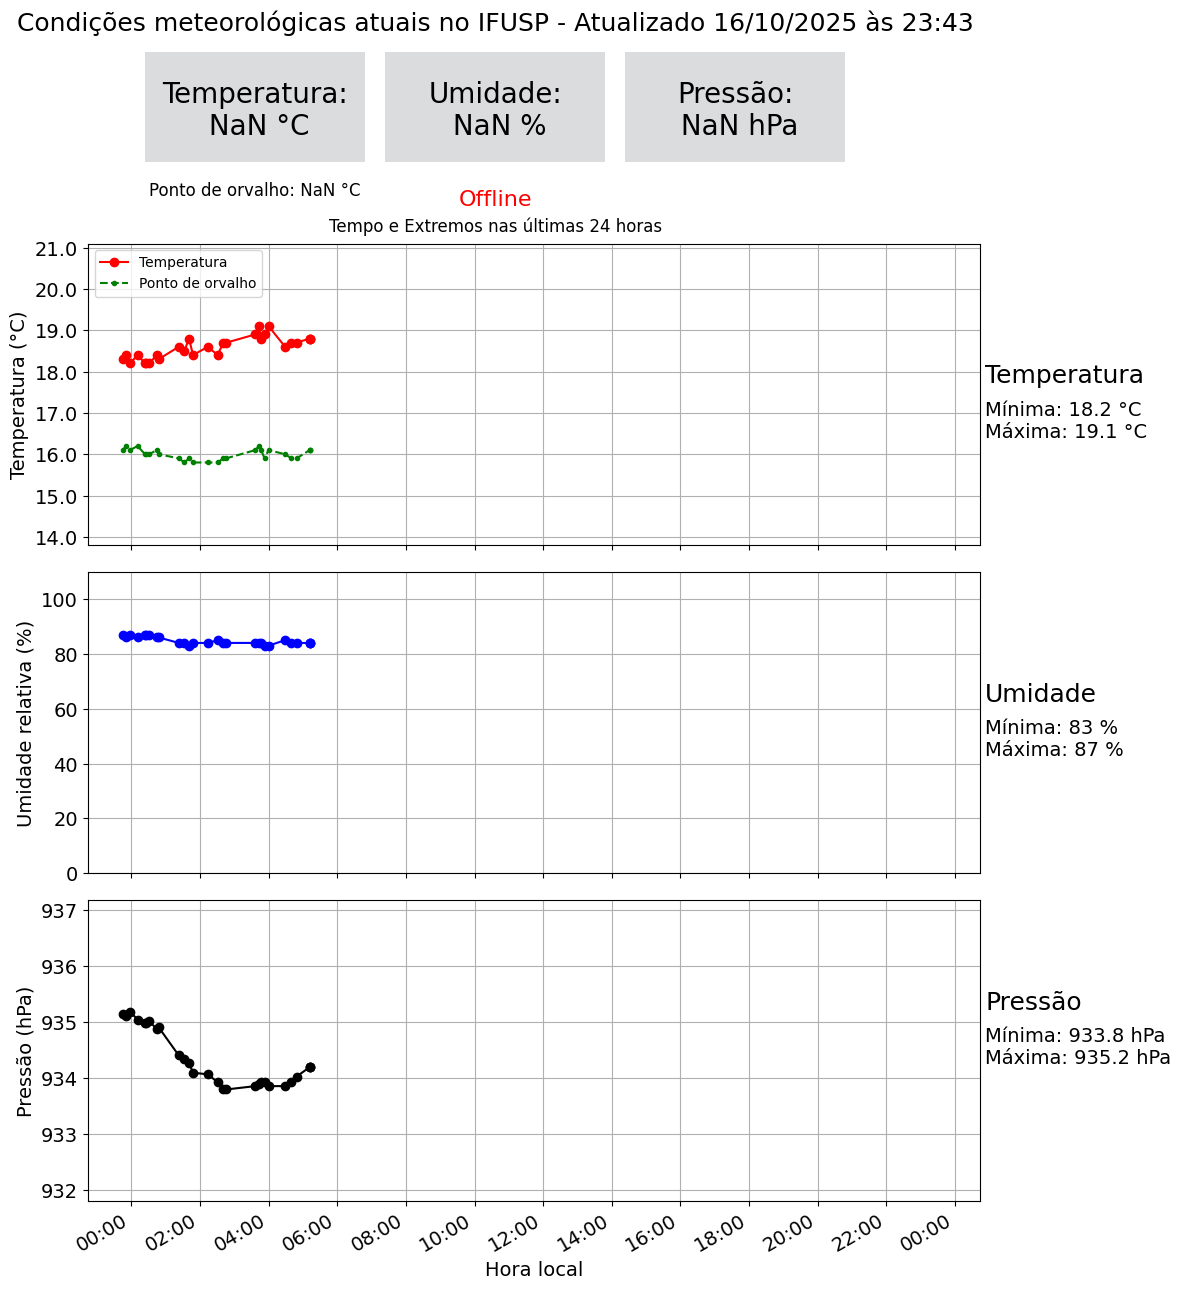 Condições meteorológicas atuais no IFUSP - Atualizado 16/10/2025 às 23:43
Temperatura:
NaN °C
Umidade:
NaN %
Pressão:
NaN hPa
Ponto de orvalho: NaN °C
Offline
Tempo e Extremos nas últimas 24 horas
Temperatura (°C)
21.0
20.0
19.0
18.0
17.0
16.0
15.0
14.0
Temperatura
Ponto de orvalho
Temperatura
Mínima: 18.2 °C
Máxima: 19.1 °C
Umidade relativa (%)
100
80
60
40
20
0
Umidade
Mínima: 83 %
Máxima: 87 %
Pressão (hPa)
937
936
935
934
933
932
Pressão
Mínima: 933.8 hPa
Máxima: 935.2 hPa
00:00 02:00 04:00 06:00 08:00 10:00 12:00 14:00 16:00 18:00 20:00 22:00 00:00
Hora local